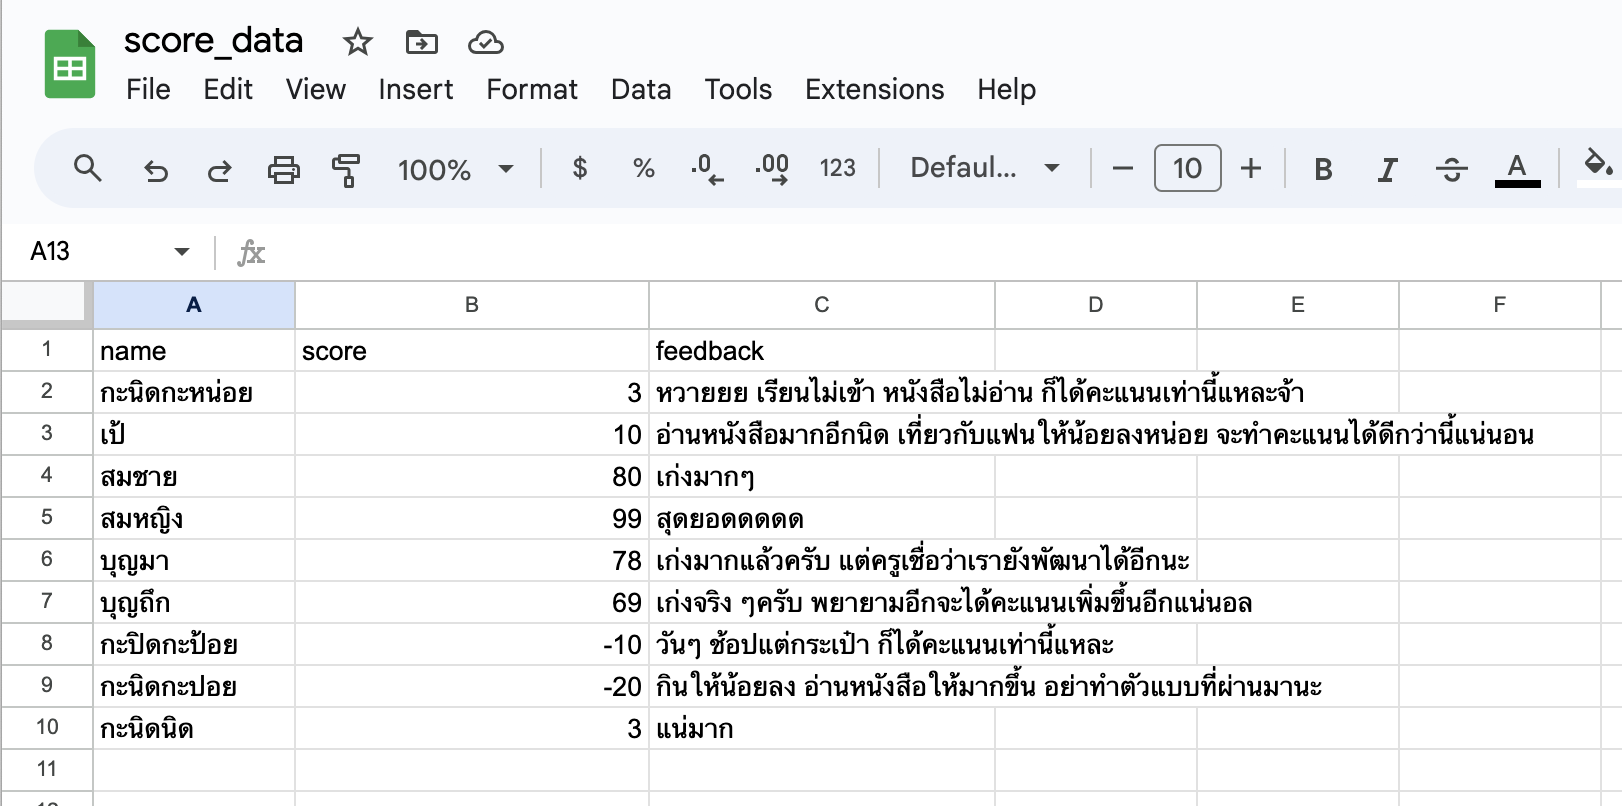 score_data
File Edit View Insert Format Data Tools Extensions Help
100% $ % .0 .00 123 Defaul... 10 B I S A
A13 fx
A B C D E F
1 name score feedback
2 กะนิดกะหน่อย 3 หวายยย เรียนไม่เข้า หนังสือไม่อ่าน ก็ได้คะแนนเท่านี้แหละจ้า
3 เป้ 10 อ่านหนังสือมากอีกนิด เที่ยวกับแฟนให้น้อยลงหน่อย จะทำคะแนนได้ดีกว่านี้แน่นอน
4 สมชาย 80 เก่งมากๆ
5 สมหญิง 99 สุดยอดดดดด
6 บุญมา 78 เก่งมากแล้วครับ แต่ครูเชื่อว่าเรายังพัฒนาได้อีกนะ
7 บุญถึก 69 เก่งจริง ๆครับ พยายามอีกจะได้คะแนนเพิ่มขึ้นอีกแน่นอล
8 กะปิดกะป้อย -10 วันๆ ช้อปแต่กระเป๋า ก็ได้คะแนนเท่านี้แหละ
9 กะนิดกะปอย -20 กินให้น้อยลง อ่านหนังสือให้มากขึ้น อย่าทำตัวแบบที่ผ่านมานะ
10 กะนิดนิด 3 แน่มาก
11